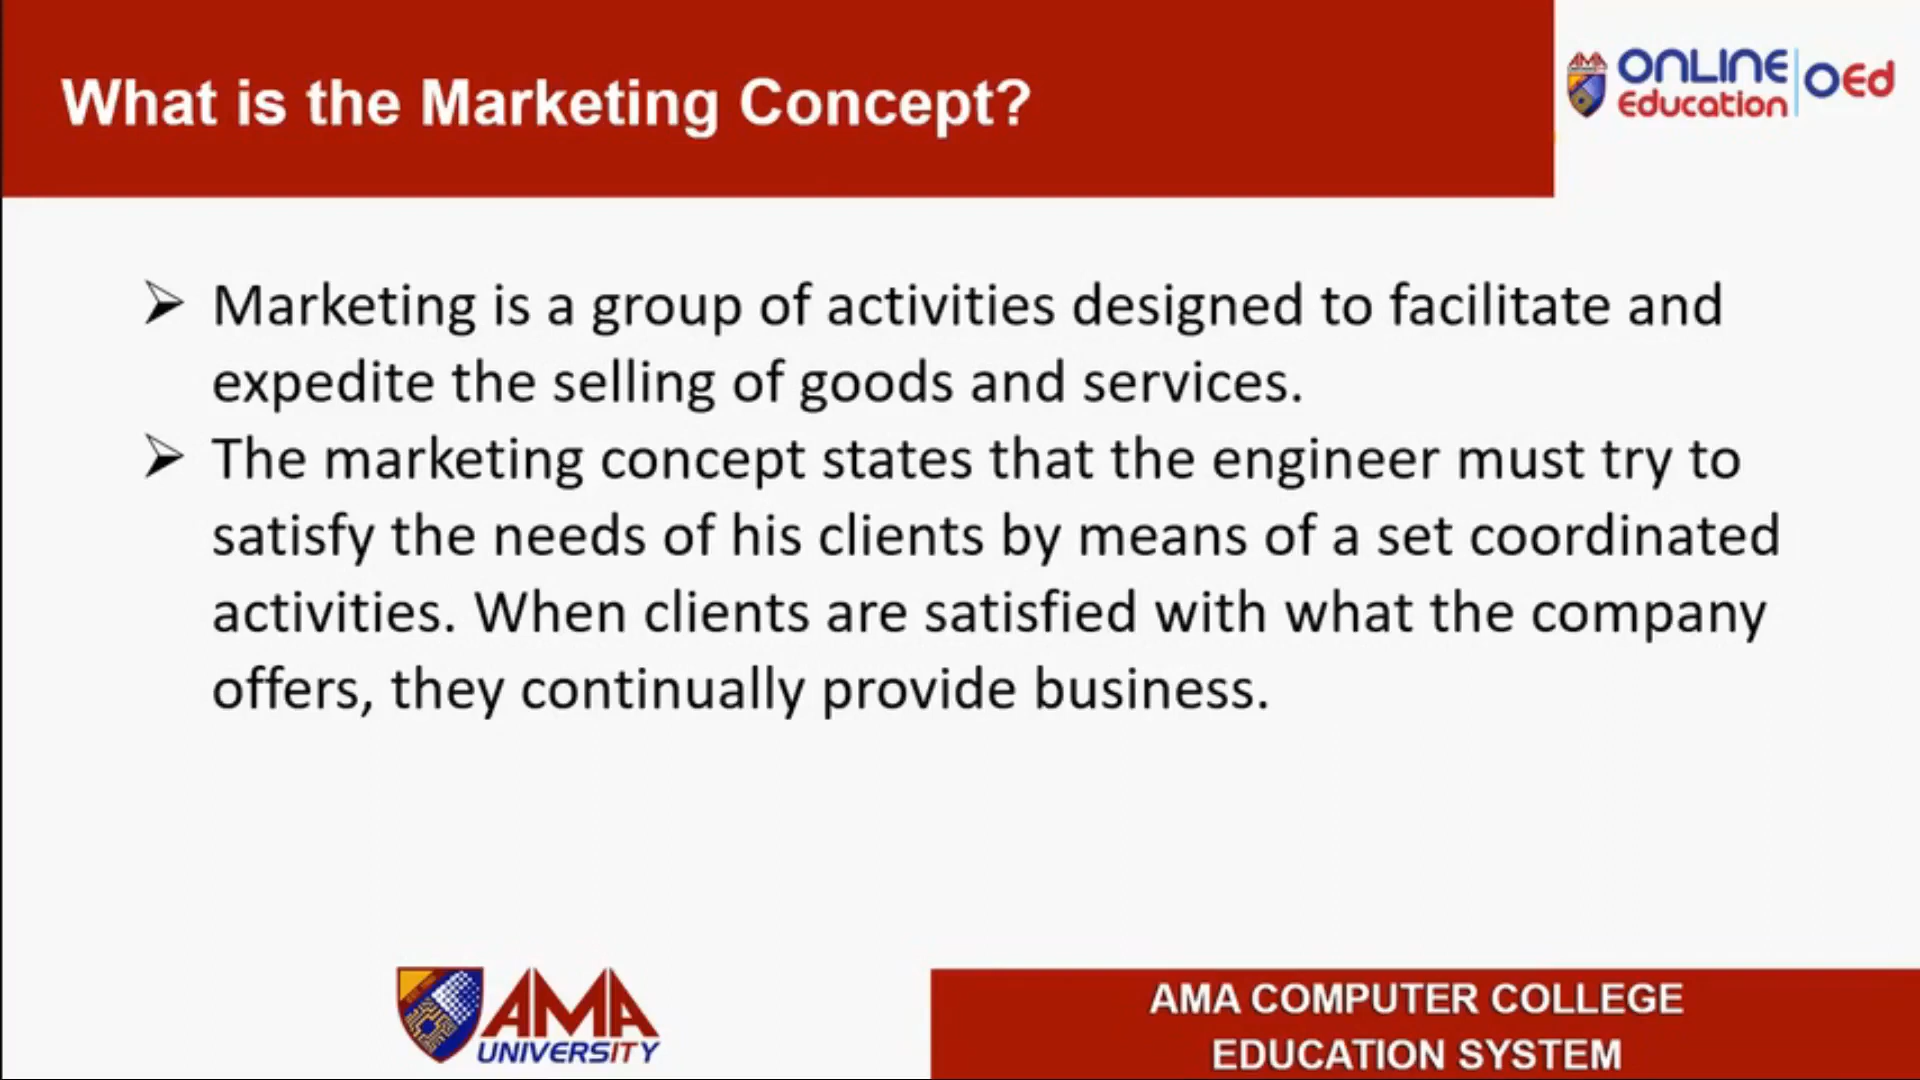 What is the Marketing Concept?
AMA
ONLINE
Education
OEd
➢ Marketing is a group of activities designed to facilitate and
expedite the selling of goods and services.
➢ The marketing concept states that the engineer must try to
satisfy the needs of his clients by means of a set coordinated
activities. When clients are satisfied with what the company
offers, they continually provide business.
AMA
UNIVERSITY
AMA COMPUTER COLLEGE
EDUCATION SYSTEM